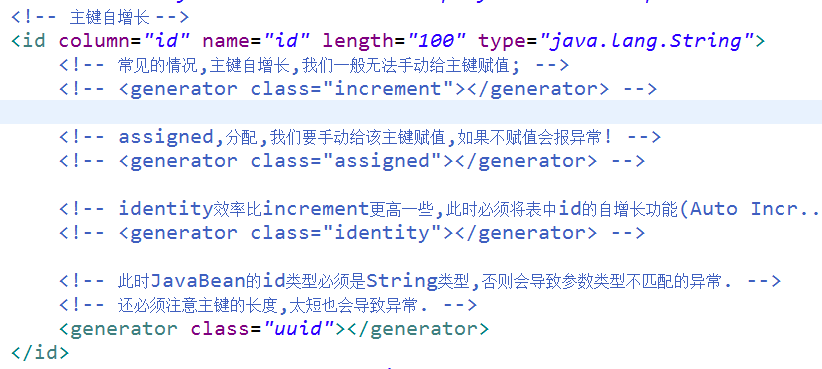 <!-- 主键自增长 -->
<id column="id" name="id" length="100" type="java.lang.String">
<!-- 常见的情况,主键自增长,我们一般无法手动给主键赋值; -->
<!-- <generator class="increment"></generator> -->
<!-- assigned,分配,我们要手动给该主键赋值,如果不赋值会报异常! -->
<!-- <generator class="assigned"></generator> -->
<!-- identity效率比increment更高一些,此时必须将表中id的自增长功能(Auto Incr..
<!-- <generator class="identity"></generator> -->
<!-- 此时JavaBean的id类型必须是String类型,否则会导致参数类型不匹配的异常. -->
<!-- 还必须注意主键的长度,太短也会导致异常. -->
<generator class="uuid"></generator>
</id>